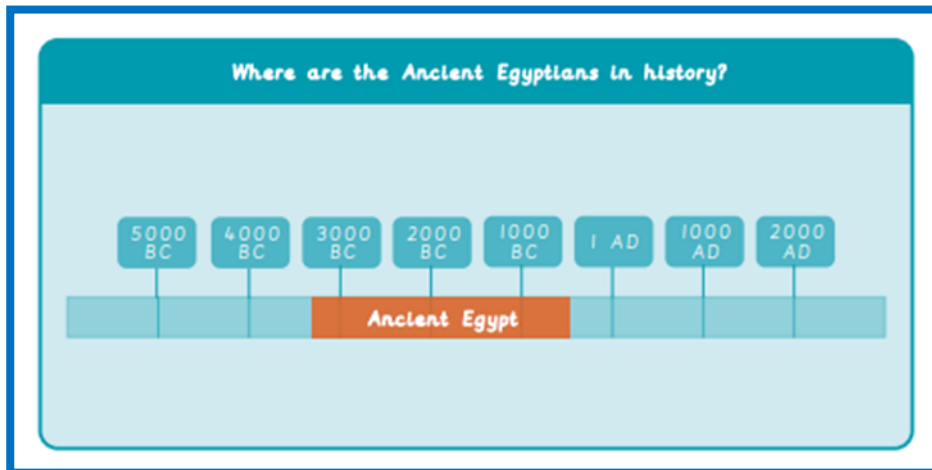 Where are the Ancient Egyptians in history?
5000
BC
4000
BC
3000
BC
2000
BC
1000
BC
1 AD
1000
AD
2000
AD
Ancient Egypt